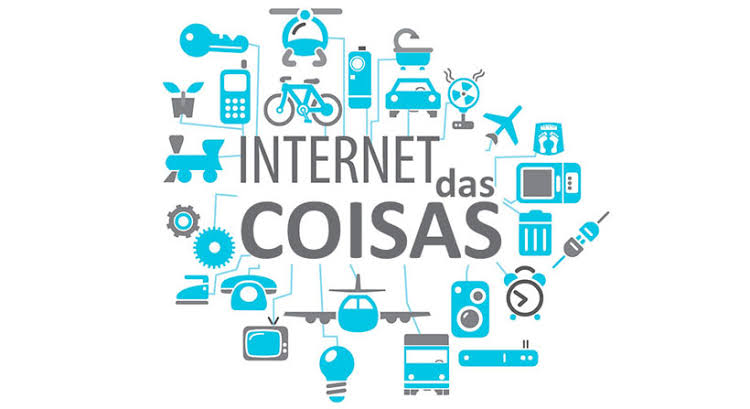 INTERNET
das
COISAS